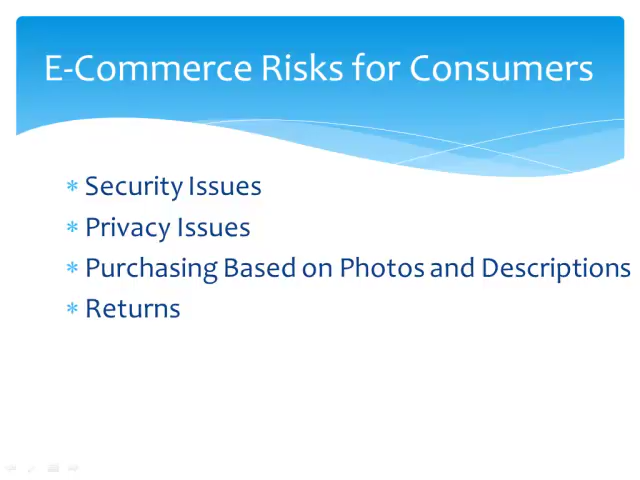 E-Commerce Risks for Consumers
* Security Issues
* Privacy Issues
* Purchasing Based on Photos and Descriptions
* Returns